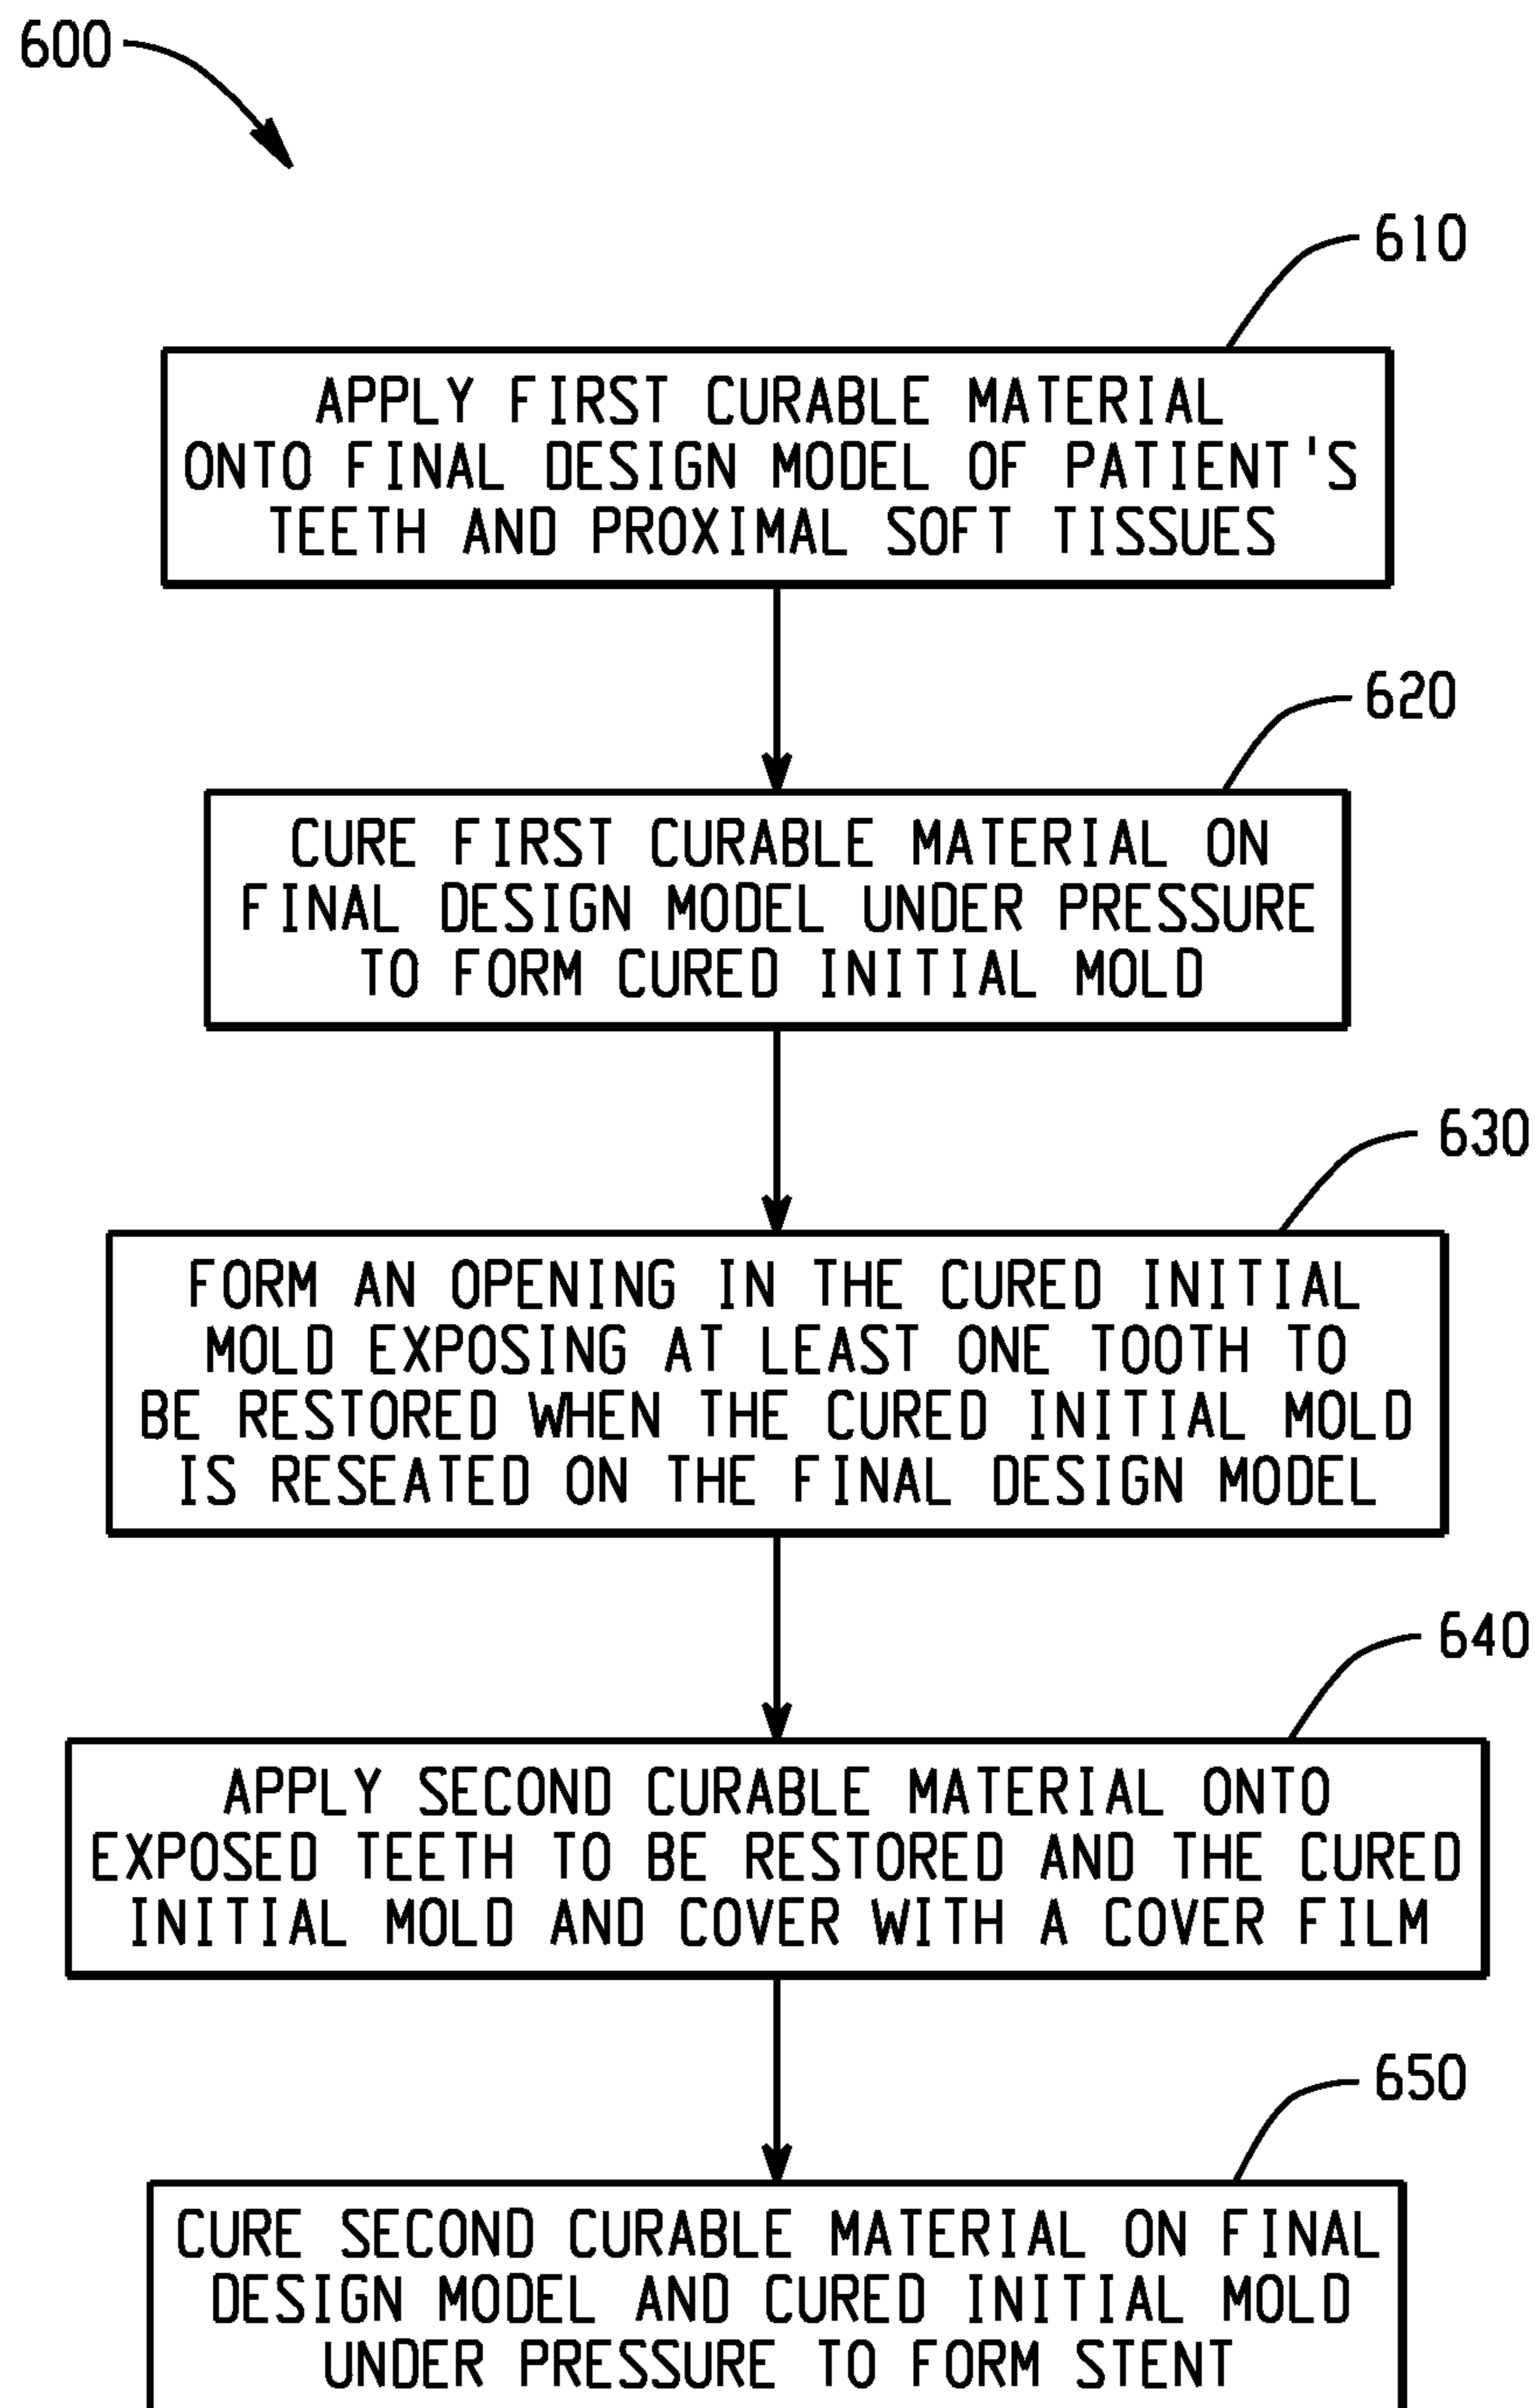 600
610
APPLY FIRST CURABLE MATERIAL
ONTO FINAL DESIGN MODEL OF PATIENT'S
TEETH AND PROXIMAL SOFT TISSUES
620
CURE FIRST CURABLE MATERIAL ON
FINAL DESIGN MODEL UNDER PRESSURE
TO FORM CURED INITIAL MOLD
630
FORM AN OPENING IN THE CURED INITIAL
MOLD EXPOSING AT LEAST ONE TOOTH TO
BE RESTORED WHEN THE CURED INITIAL MOLD
IS RESEATED ON THE FINAL DESIGN MODEL
640
APPLY SECOND CURABLE MATERIAL ONTO
EXPOSED TEETH TO BE RESTORED AND THE CURED
INITIAL MOLD AND COVER WITH A COVER FILM
650
CURE SECOND CURABLE MATERIAL ON FINAL
DESIGN MODEL AND CURED INITIAL MOLD
UNDER PRESSURE TO FORM STENT